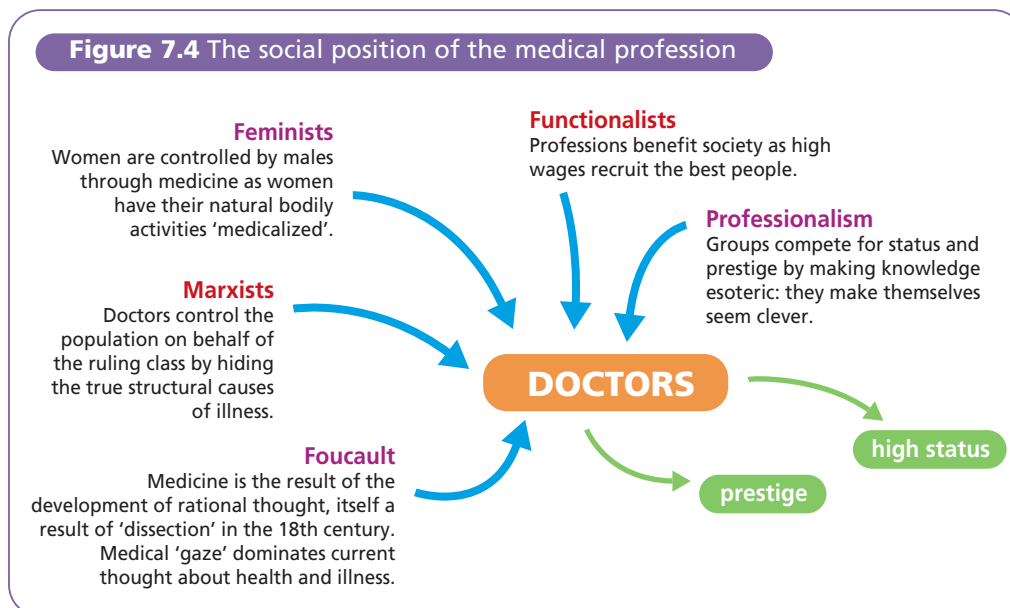 Figure 7.4 The social position of the medical profession
Feminists
Women are controlled by males
through medicine as women
have their natural bodily
activities ‘medicalized’.
Functionalists
Professions benefit society as high
wages recruit the best people.
Professionalism
Groups compete for status and
prestige by making knowledge
esoteric: they make themselves
seem clever.
Marxists
Doctors control the
population on behalf of
the ruling class by hiding
the true structural causes
of illness.
DOCTORS
high status
prestige
Foucault
Medicine is the result of the
development of rational thought, itself a
result of ‘dissection’ in the 18th century.
Medical ‘gaze’ dominates current
thought about health and illness.